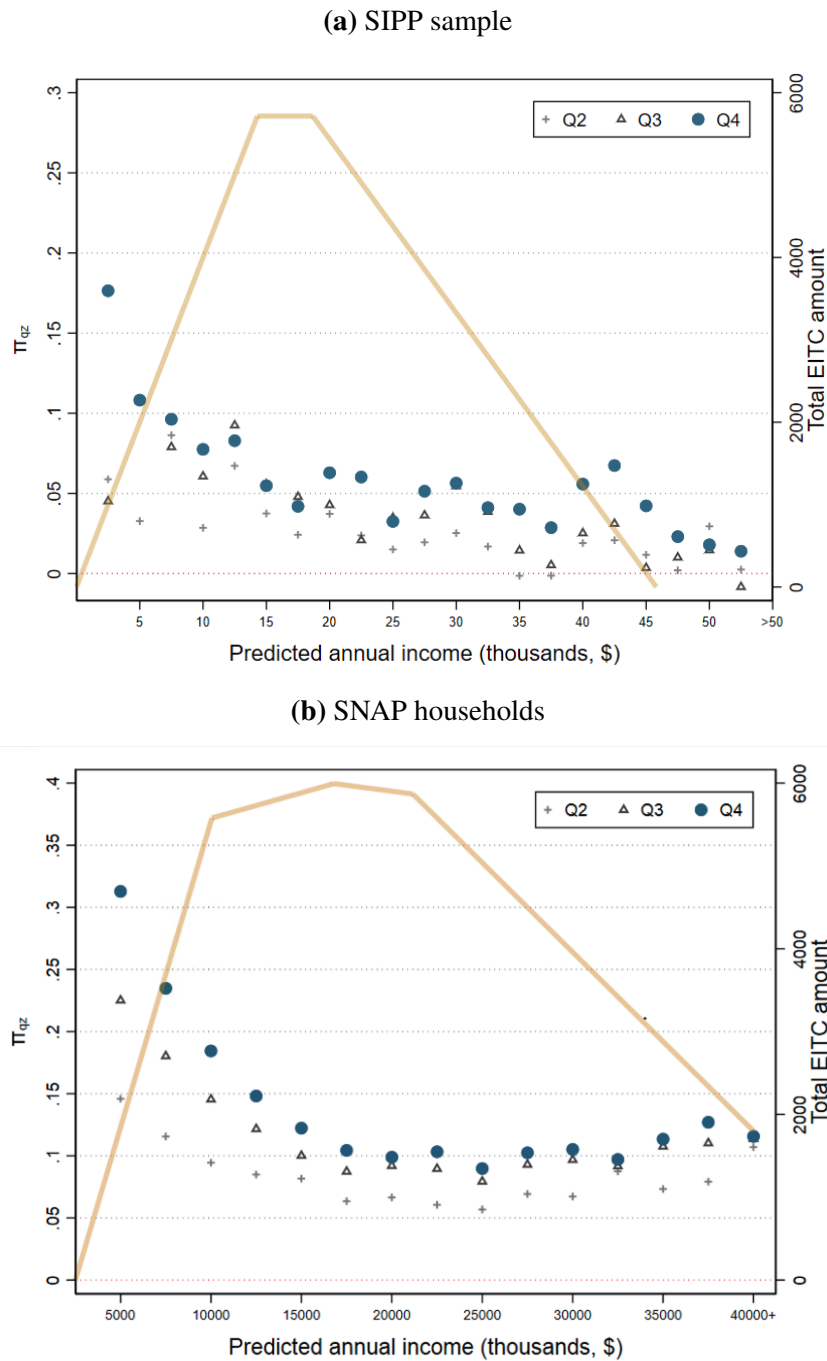 (a) SIPP sample
.3
.25
.2
.15
.1
.05
0
π_qz
Q2 Q3 Q4
6000
4000
2000
0
Total EITC amount
5 10 15 20 25 30 35 40 45 50 >50
Predicted annual income (thousands, $)
(b) SNAP households
.4
.35
.3
.25
.2
.15
.1
.05
0
π_qz
Q2 Q3 Q4
6000
4000
2000
0
Total EITC amount
5000 10000 15000 20000 25000 30000 35000 40000+
Predicted annual income (thousands, $)